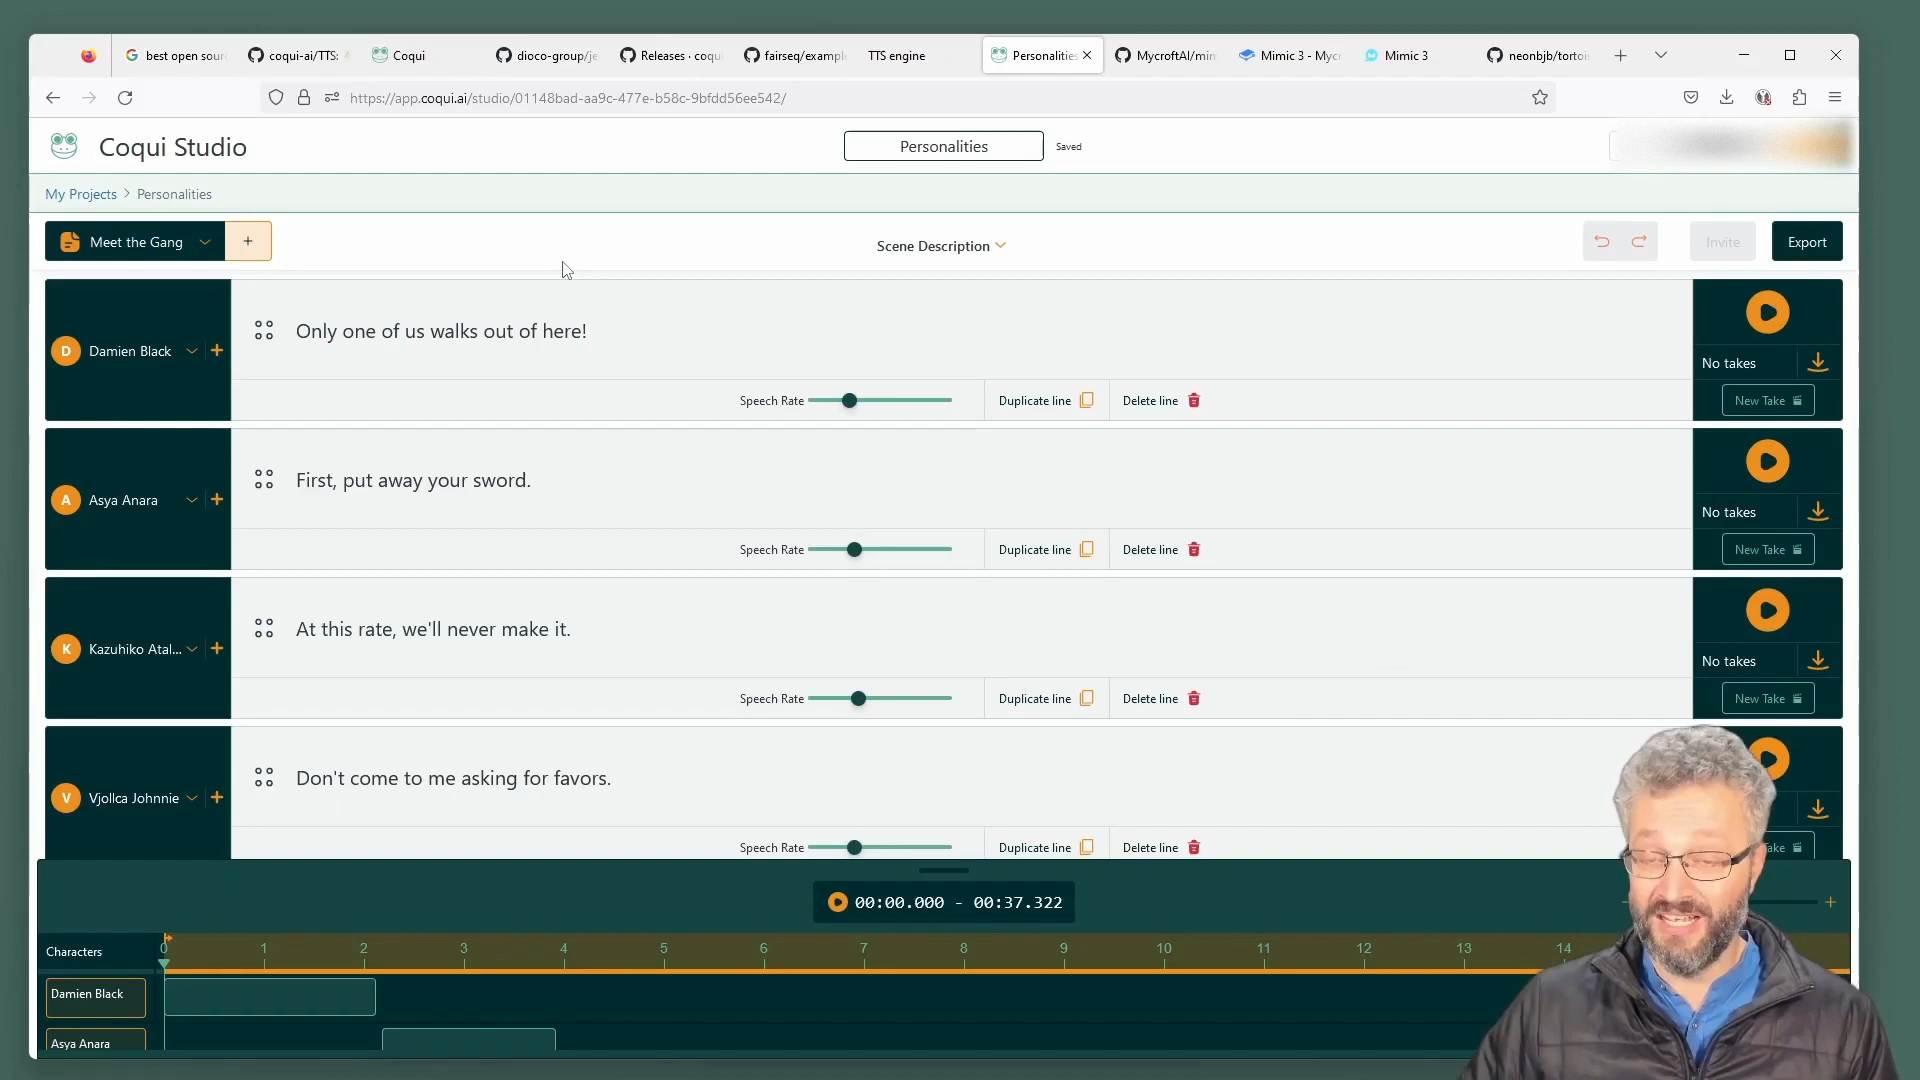 best open sour
coqui-ai/TTS:
Coqui
dioco-group/je
Releases · coqu
fairseq/exampl
TTS engine
Personalities
MycroftAI/mim
Mimic 3 - Mycr
Mimic 3
neonbjb/tortois
https://app.coqui.ai/studio/01148bad-aa9c-477e-b58c-9bfdd56ee542/
Coqui Studio
Personalities
Saved
My Projects > Personalities
Meet the Gang
+
Scene Description
Invite
Export
D Damien Black +
Only one of us walks out of here!
No takes
Speech Rate
Duplicate line
Delete line
New Take
A Asya Anara +
First, put away your sword.
No takes
Speech Rate
Duplicate line
Delete line
New Take
K Kazuhiko Atal... +
At this rate, we'll never make it.
No takes
Speech Rate
Duplicate line
Delete line
New Take
V Vjollca Johnnie +
Don't come to me asking for favors.
Speech Rate
Duplicate line
Delete line
ake
00:00.000 - 00:37.322
Characters
0 1 2 3 4 5 6 7 8 9 10 11 12 13 14
Damien Black
Asya Anara